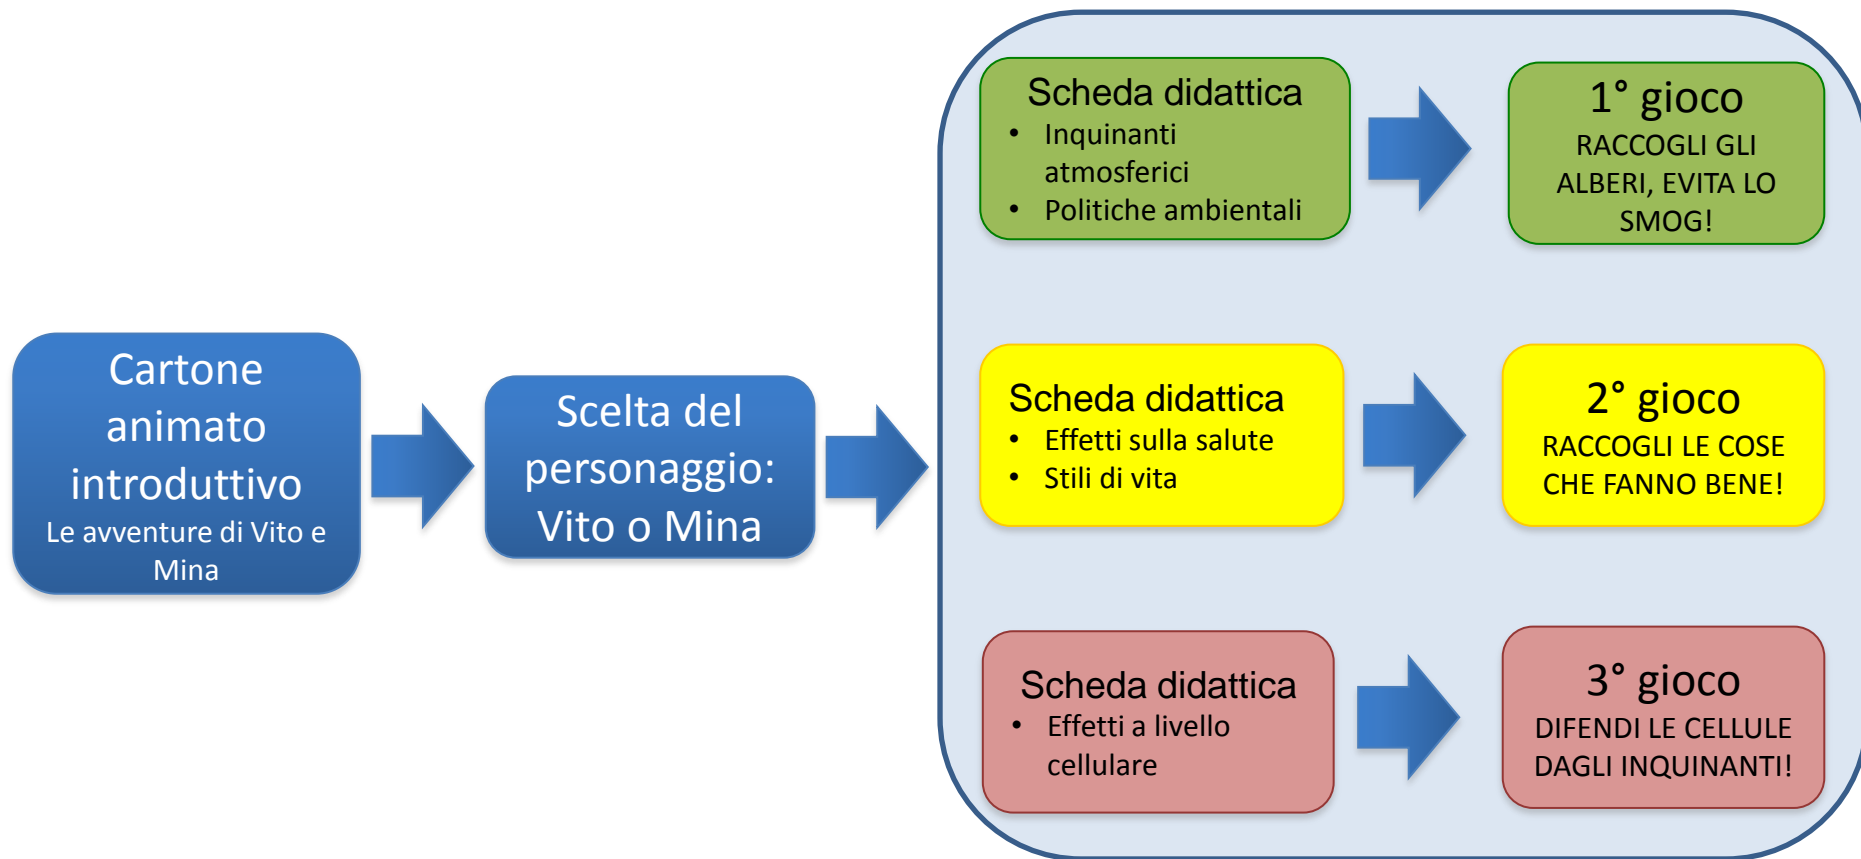 Cartone
animato
introduttivo
Le avventure di Vito e
Mina
Scelta del
personaggio:
Vito o Mina
Scheda didattica
• Inquinanti
atmosferici
• Politiche ambientali
1° gioco
RACCOGLI GLI
ALBERI, EVITA LO
SMOG!
Scheda didattica
• Effetti sulla salute
• Stili di vita
2° gioco
RACCOGLI LE COSE
CHE FANNO BENE!
Scheda didattica
• Effetti a livello
cellulare
3° gioco
DIFENDI LE CELLULE
DAGLI INQUINANTI!